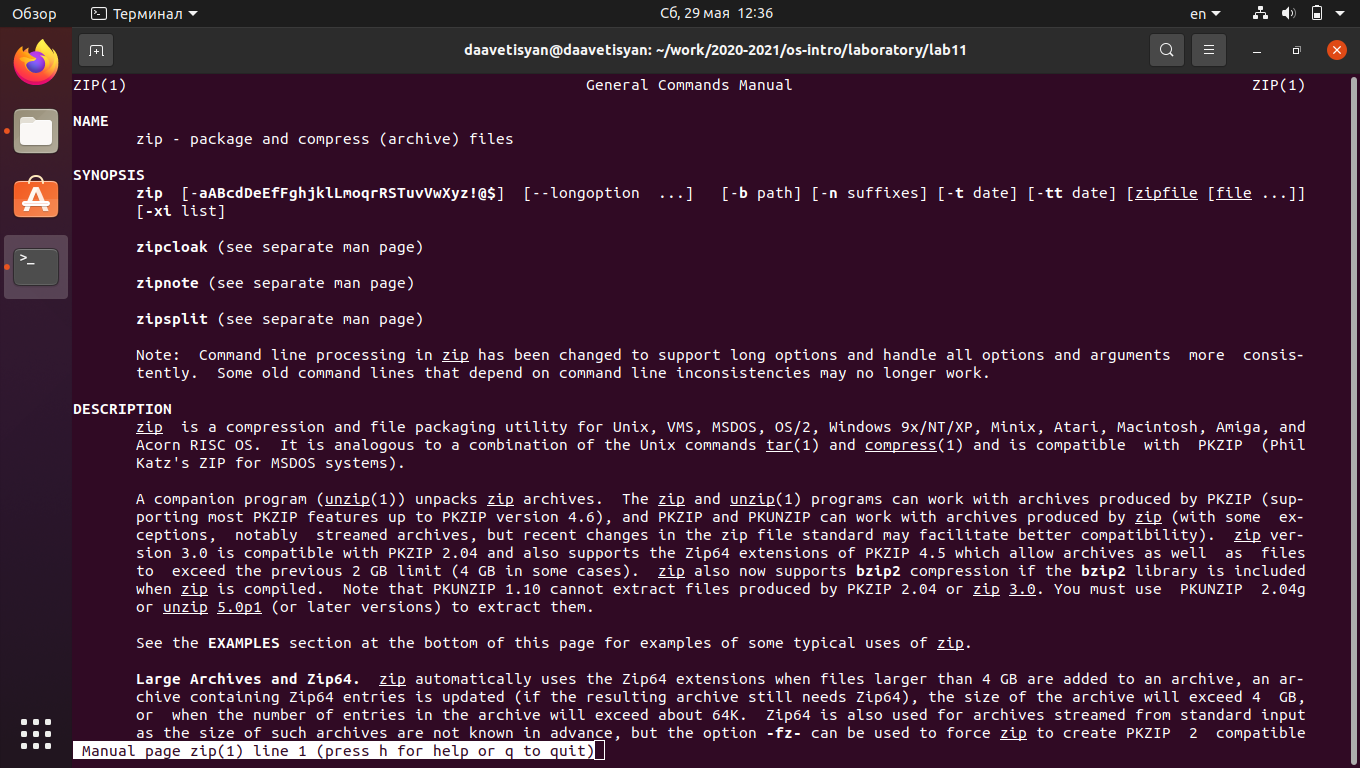 Обзор
Терминал
Сб, 29 мая 12:36
en
daavetisyan@daavetisyan: ~/work/2020-2021/os-intro/laboratory/lab11
ZIP(1) General Commands Manual ZIP(1)
NAME
zip - package and compress (archive) files
SYNOPSIS
zip [-aABcdDeEfFghjklLmoqrRSTuvVwXyz!@$] [--longoption ...] [-b path] [-n suffixes] [-t date] [-tt date] [zipfile [file ...]]
[-xi list]
zipcloak (see separate man page)
zipnote (see separate man page)
zipsplit (see separate man page)
Note: Command line processing in zip has been changed to support long options and handle all options and arguments more consis-
tently. Some old command lines that depend on command line inconsistencies may no longer work.
DESCRIPTION
zip is a compression and file packaging utility for Unix, VMS, MSDOS, OS/2, Windows 9x/NT/XP, Minix, Atari, Macintosh, Amiga, and
Acorn RISC OS. It is analogous to a combination of the Unix commands tar(1) and compress(1) and is compatible with PKZIP (Phil
Katz's ZIP for MSDOS systems).
A companion program (unzip(1)) unpacks zip archives. The zip and unzip(1) programs can work with archives produced by PKZIP (sup-
porting most PKZIP features up to PKZIP version 4.6), and PKZIP and PKUNZIP can work with archives produced by zip (with some ex-
ceptions, notably streamed archives, but recent changes in the zip file standard may facilitate better compatibility). zip ver-
sion 3.0 is compatible with PKZIP 2.04 and also supports the Zip64 extensions of PKZIP 4.5 which allow archives as well as files
to exceed the previous 2 GB limit (4 GB in some cases). zip also now supports bzip2 compression if the bzip2 library is included
when zip is compiled. Note that PKUNZIP 1.10 cannot extract files produced by PKZIP 2.04 or zip 3.0. You must use PKUNZIP 2.04g
or unzip 5.0p1 (or later versions) to extract them.
See the EXAMPLES section at the bottom of this page for examples of some typical uses of zip.
Large Archives and Zip64. zip automatically uses the Zip64 extensions when files larger than 4 GB are added to an archive, an ar-
chive containing Zip64 entries is updated (if the resulting archive still needs Zip64), the size of the archive will exceed 4 GB,
or when the number of entries in the archive will exceed about 64K. Zip64 is also used for archives streamed from standard input
as the size of such archives are not known in advance, but the option -fz- can be used to force zip to create PKZIP 2 compatible
Manual page zip(1) line 1 (press h for help or q to quit)